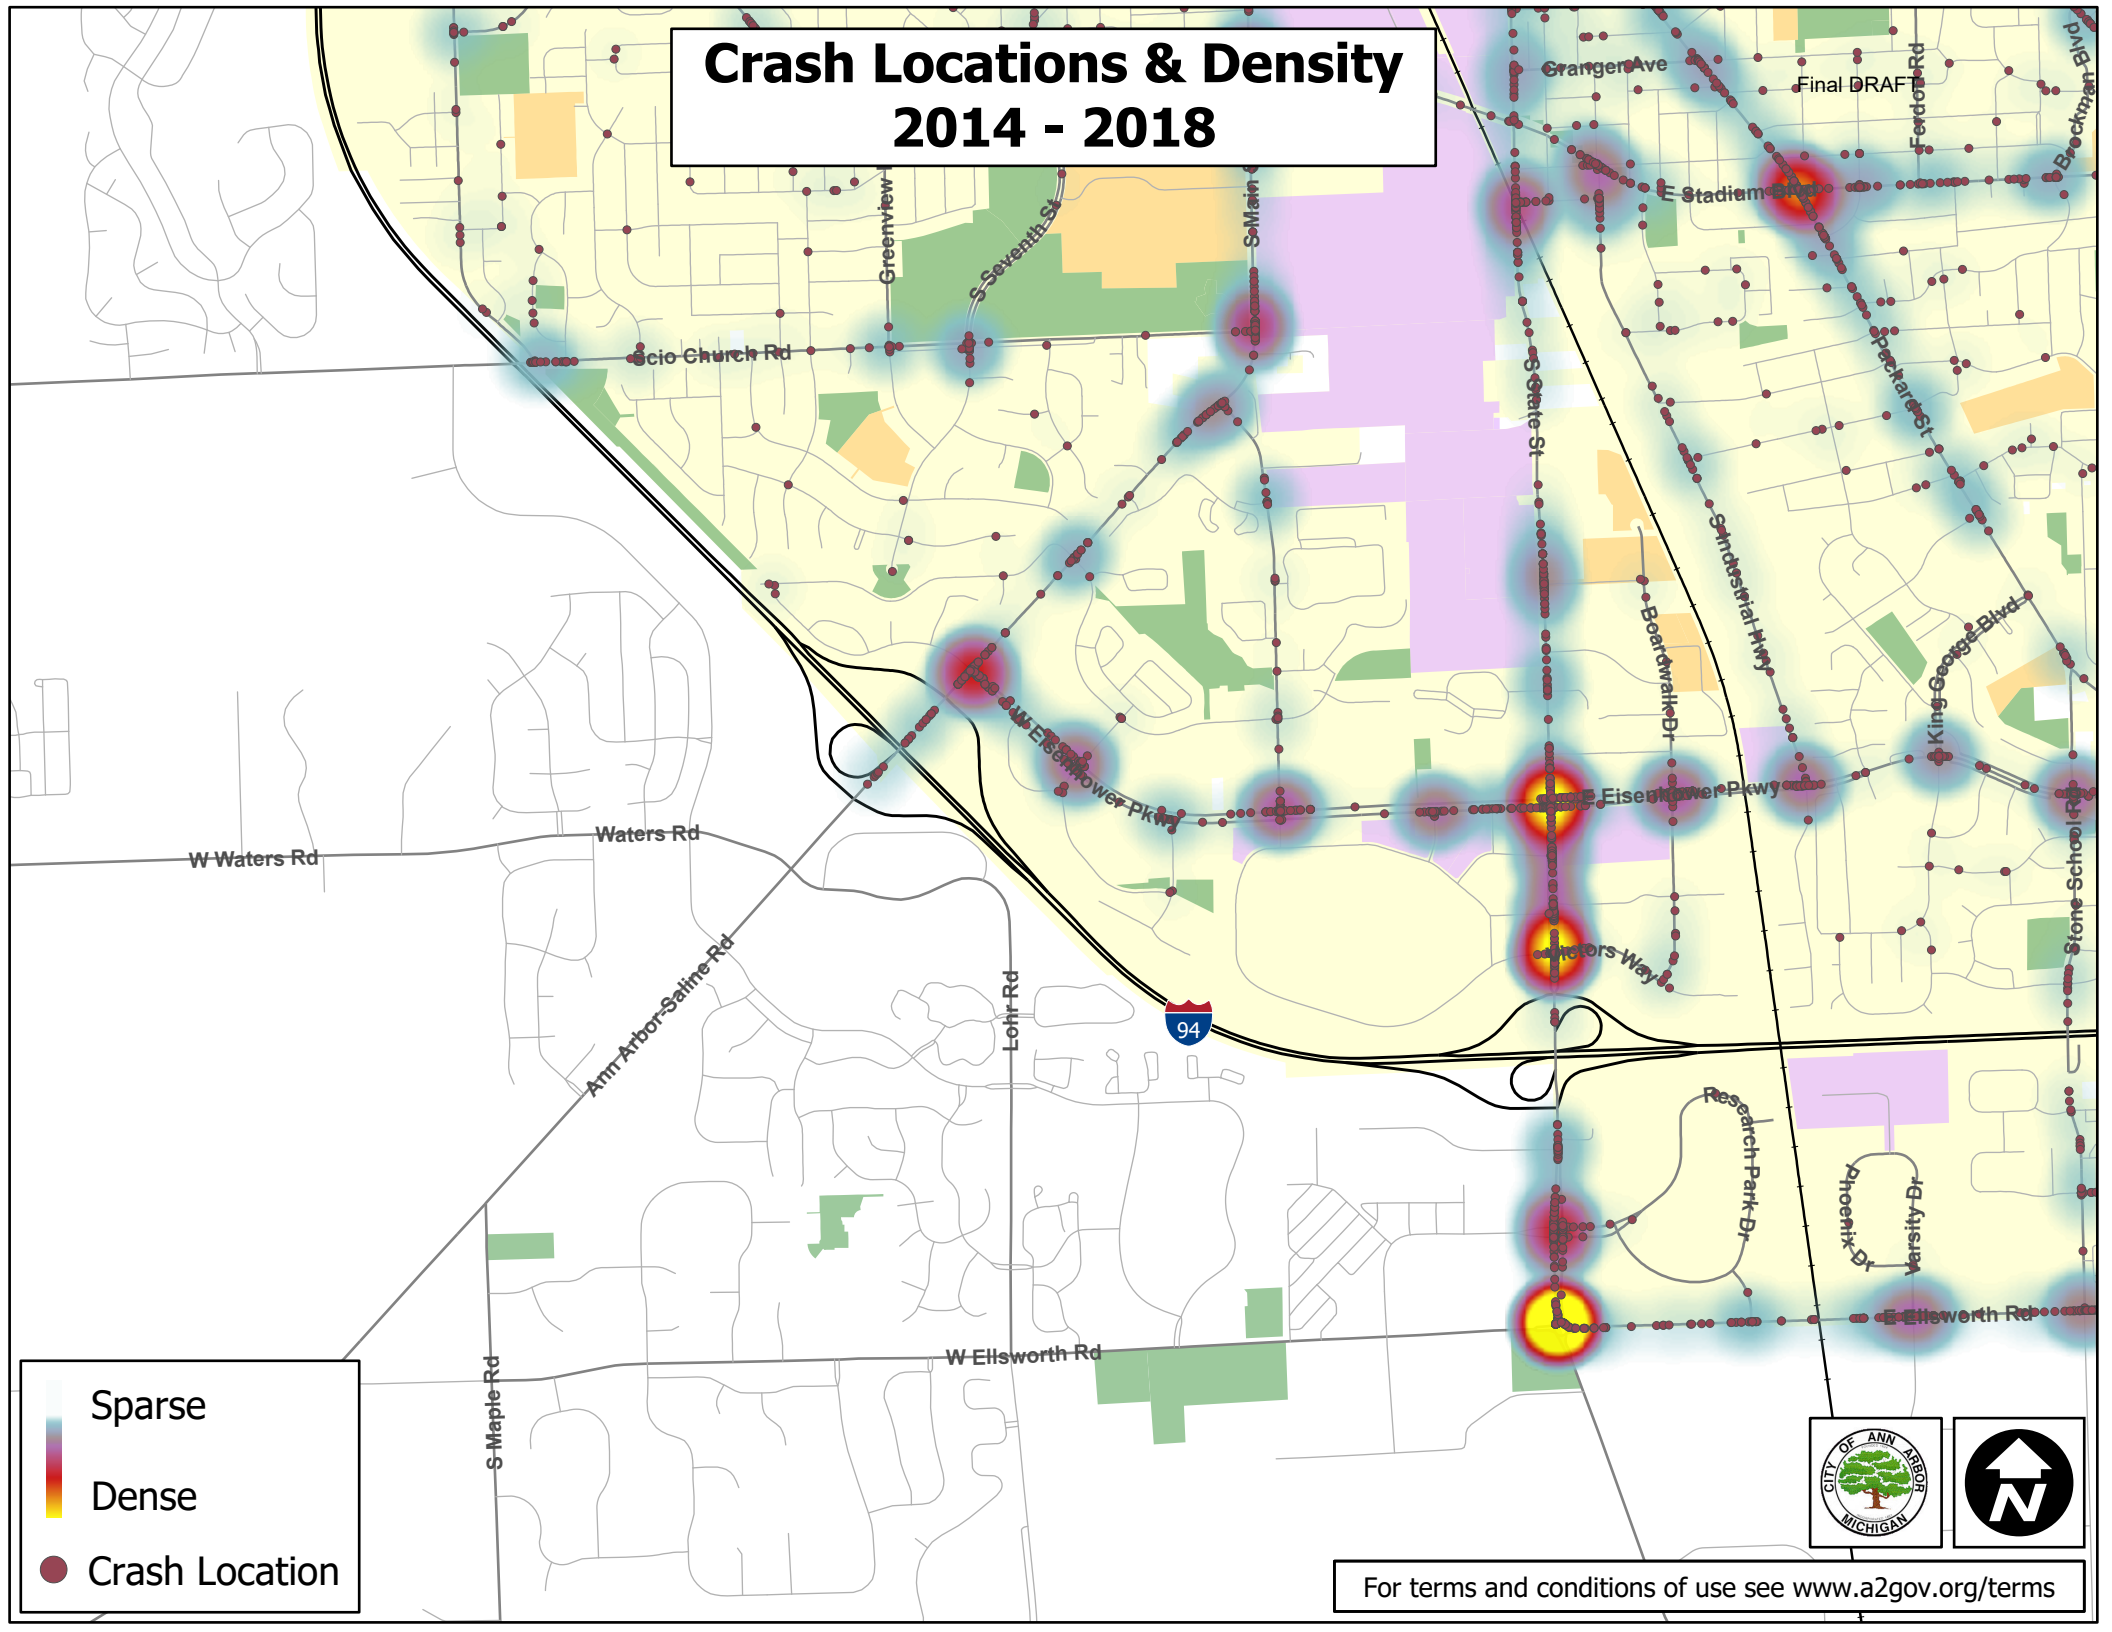 Crash Locations & Density
2014 - 2018
Granger Ave
Final DRAFT
Ferdon Rd
Brockman Blvd
E Stadium Blvd
Greenview
S Seventh St
S Main
Scio Church Rd
S State St
Packard St
S Industrial Hwy
Boardwalk Dr
King George Blvd
W Eisenhower Pkwy
E Eisenhower Pkwy
W Waters Rd
Waters Rd
Stone School Rd
Victors Way
Ann Arbor-Saline Rd
Lohr Rd
94
Research Park Dr
Phoenix Dr
Varsity Dr
E Ellsworth Rd
W Ellsworth Rd
S Maple Rd
Sparse
Dense
Crash Location
CITY OF ANN ARBOR
MICHIGAN
N
For terms and conditions of use see www.a2gov.org/terms